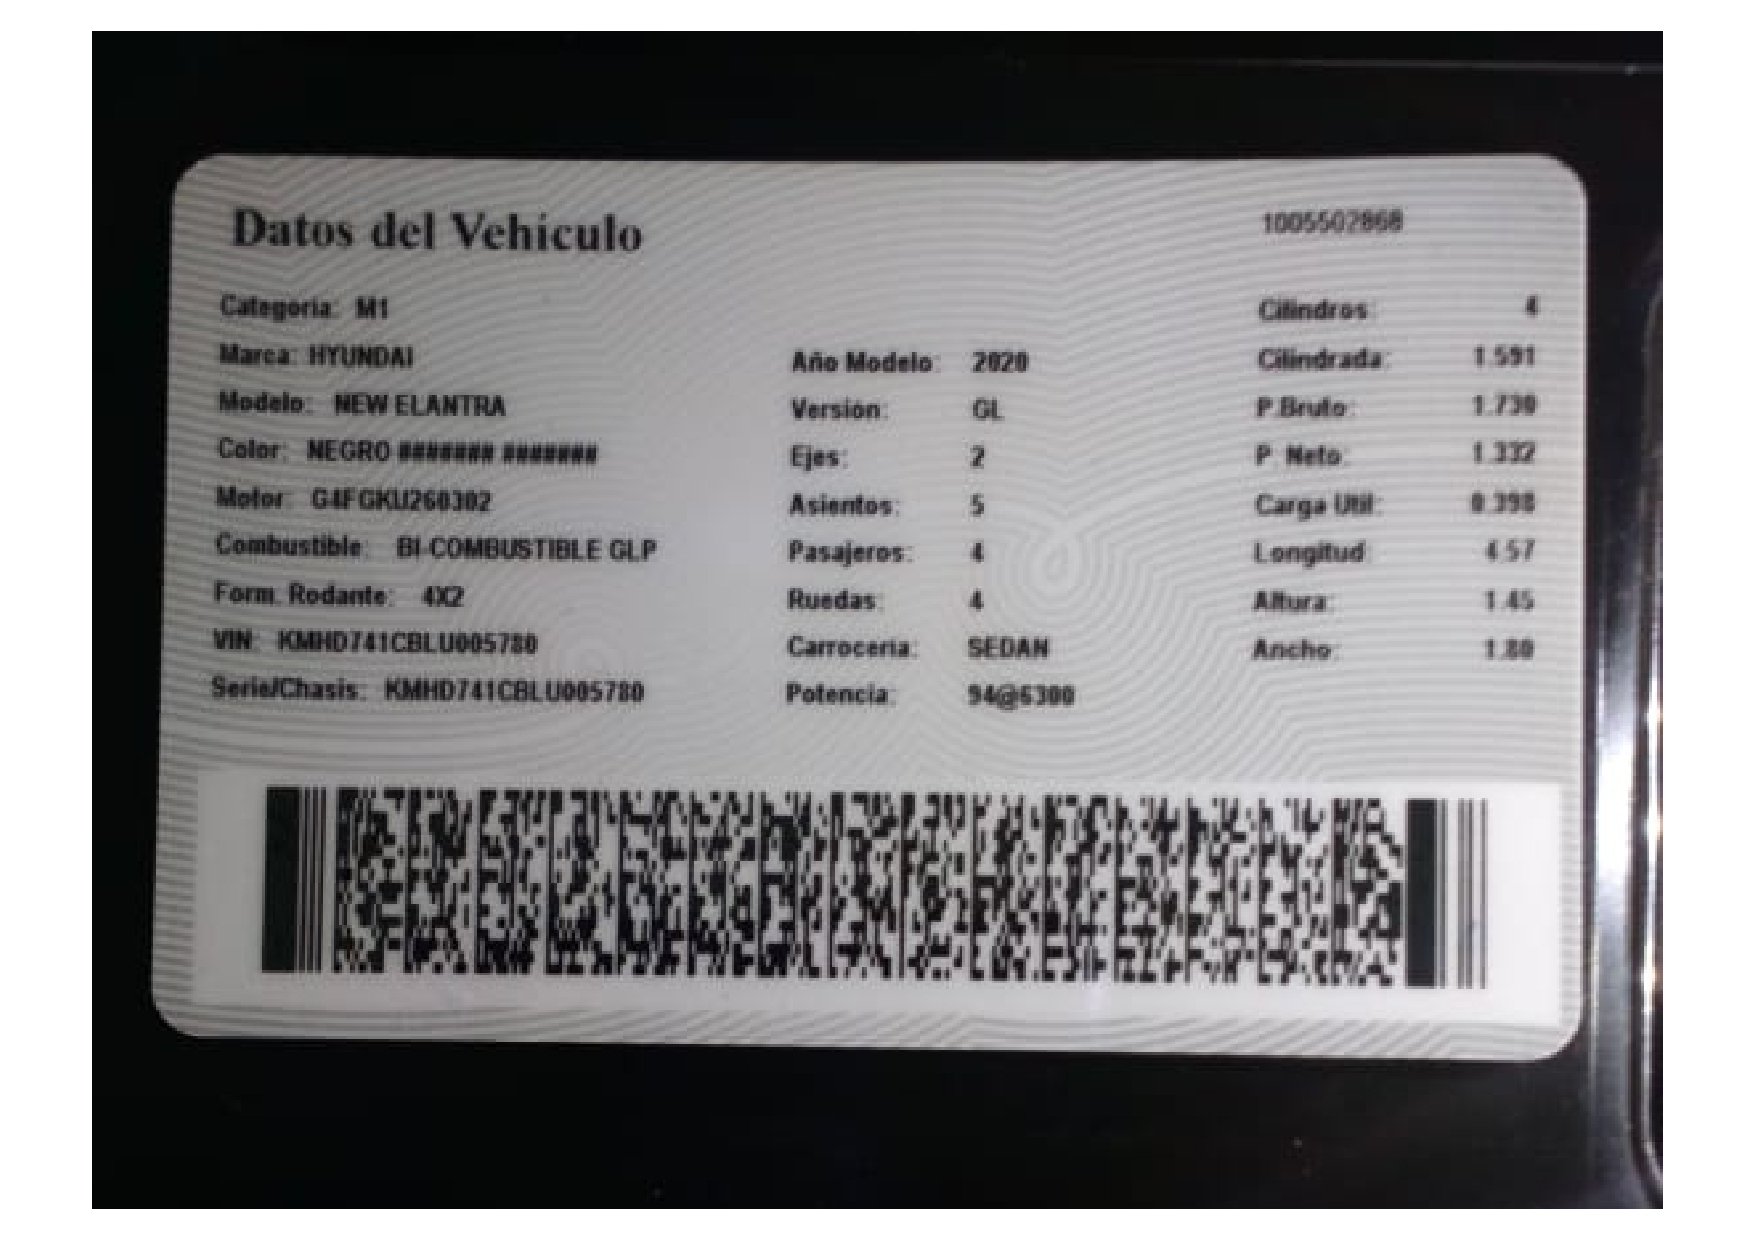 Datos del Vehículo 1005502868
Categoria: M1 Cilindros: 4
Marca: HYUNDAI Año Modelo: 2020 Cilindrada: 1.591
Modelo: NEW ELANTRA Version: GL P.Bruto: 1.730
Color: NEGRO ####### ####### Ejes: 2 P. Neto: 1.332
Motor: G4FGKU260302 Asientos: 5 Carga Util: 0.398
Combustible: BI-COMBUSTIBLE GLP Pasajeros: 4 Longitud: 4.57
Form. Rodante: 4X2 Ruedas: 4 Altura: 1.45
VIN: KMHD741CBLU005780 Carroceria: SEDAN Ancho: 1.80
Serie/Chasis: KMHD741CBLU005780 Potencia: 94@6300